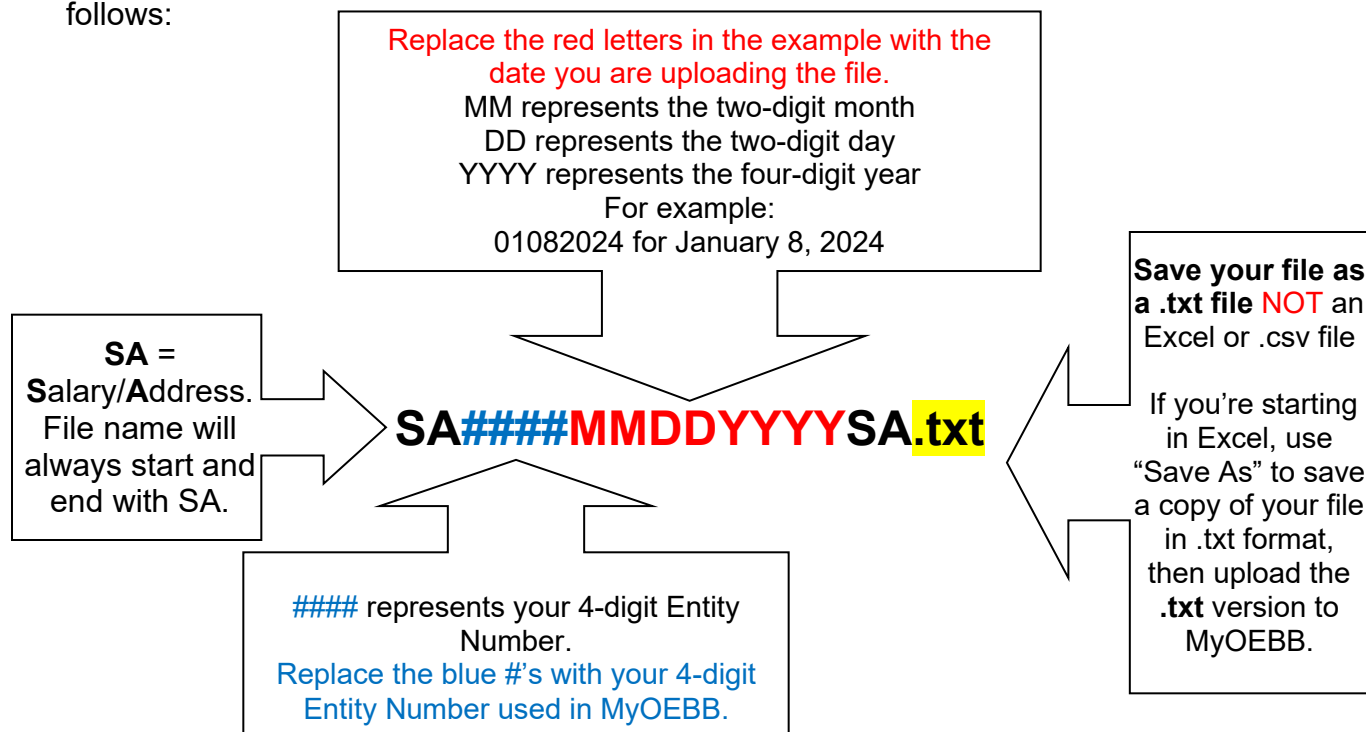 follows:
Replace the red letters in the example with the
date you are uploading the file.
MM represents the two-digit month
DD represents the two-digit day
YYYY represents the four-digit year
For example:
01082024 for January 8, 2024
SA =
Salary/Address.
File name will
always start and
end with SA.
SA####MMDDYYYYSA.txt
Save your file as
a .txt file NOT an
Excel or .csv file
If you’re starting
in Excel, use
“Save As” to save
a copy of your file
in .txt format,
then upload the
.txt version to
MyOEBB.
#### represents your 4-digit Entity
Number.
Replace the blue #’s with your 4-digit
Entity Number used in MyOEBB.